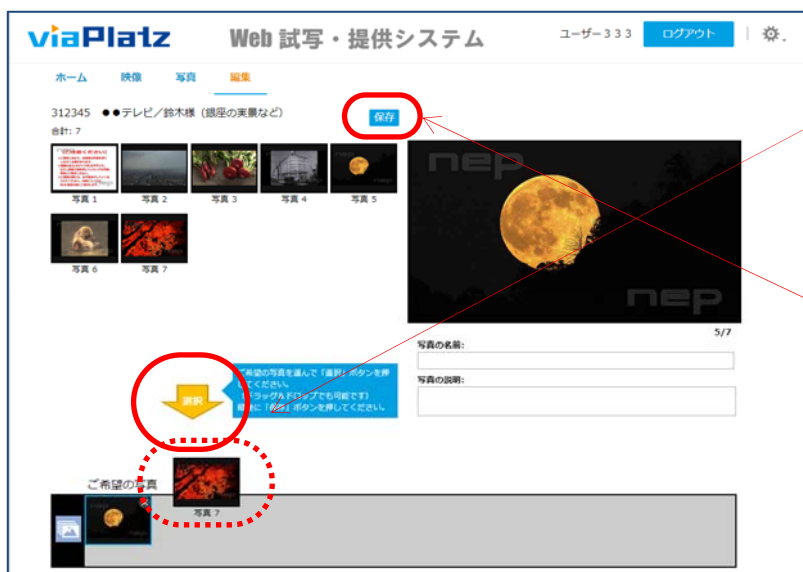 viaPlatz
Web 試写・提供システム
ユーザー３３３
ログアウト
ホーム 映像 写真 編集
312345 ●●テレビ／鈴木様（銀座の実景など）
保存
合計: 7
写真 1 写真 2 写真 3 写真 4 写真 5
写真 6 写真 7
nep
nep
5/7
写真の名前:
写真の説明:
選択
ご希望の写真を選んで「選択」ボタンを押
してください。
（ドラッグ&ドロップでも可能です）
ボタンを押してください。
ご希望の写真
写真 7